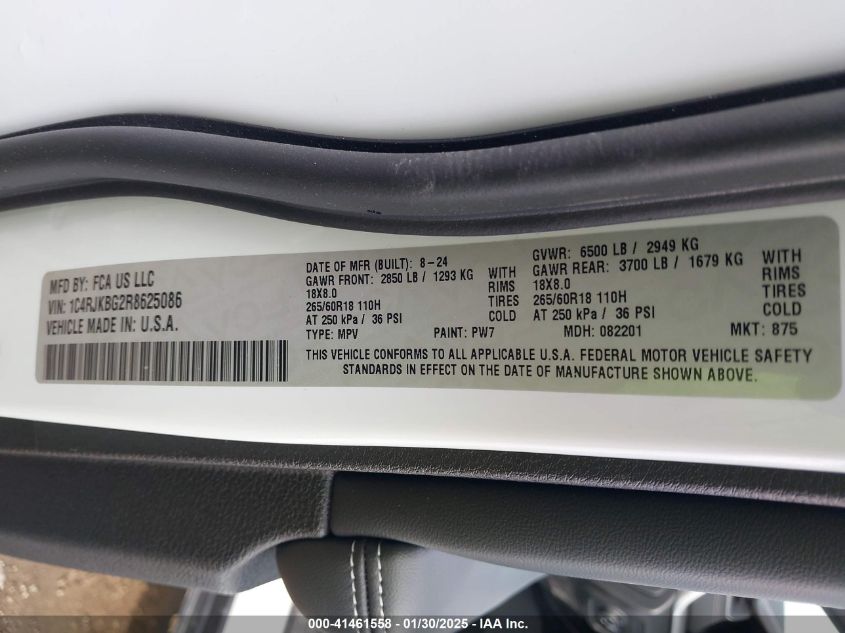 MFD BY: FCA US LLC
VIN: 1C4RJKBG2R8625086
VEHICLE MADE IN: U.S.A.
DATE OF MFR (BUILT): 8-24
GAWR FRONT: 2850 LB / 1293 KG WITH
18X8.0 RIMS
265/60R18 110H TIRES
AT 250 kPa / 36 PSI COLD
TYPE: MPV PAINT: PW7
GVWR: 6500 LB / 2949 KG
GAWR REAR: 3700 LB / 1679 KG WITH
18X8.0 RIMS
265/60R18 110H TIRES
AT 250 kPa / 36 PSI COLD
MDH: 082201 MKT: 875
THIS VEHICLE CONFORMS TO ALL APPLICABLE U.S.A. FEDERAL MOTOR VEHICLE SAFETY
STANDARDS IN EFFECT ON THE DATE OF MANUFACTURE SHOWN ABOVE.
000-41461558 - 01/30/2025 - IAA Inc.